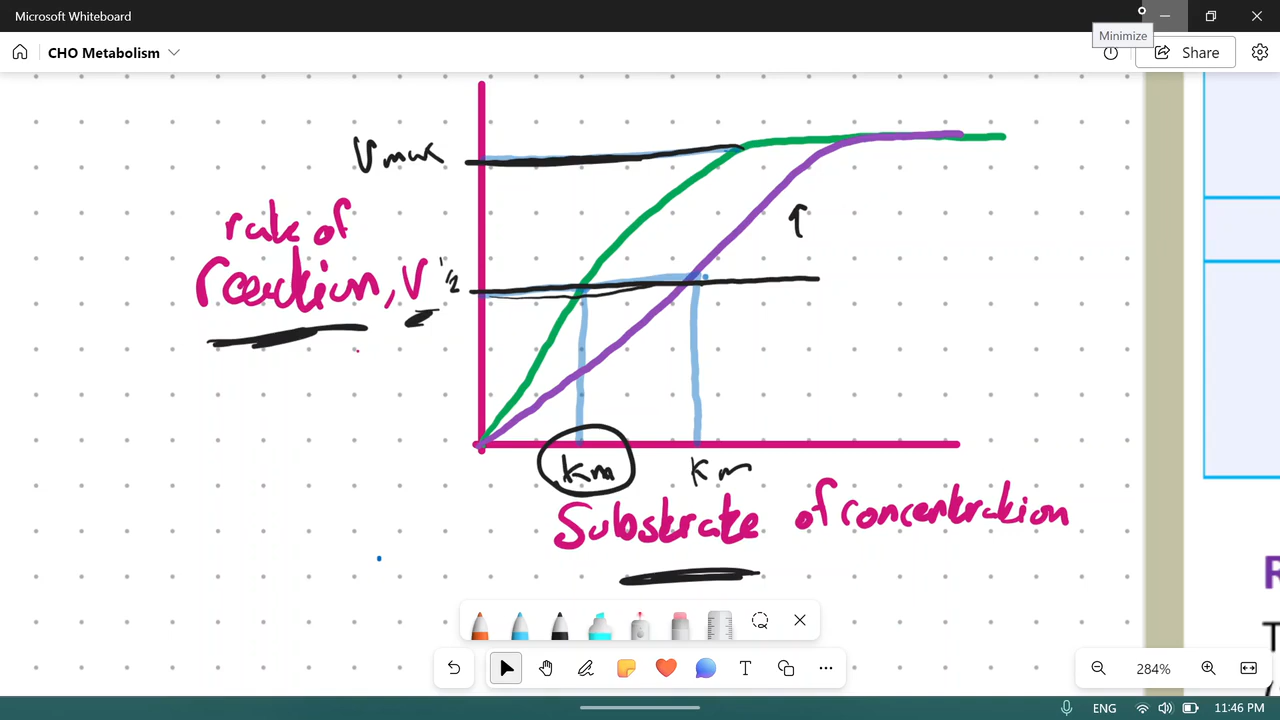 Microsoft Whiteboard
Minimize
CHO Metabolism
Share
Vmax
rate of
reaction, V 1/2
km
km
Substrate of concentration
R
T
284%
ENG
11:46 PM